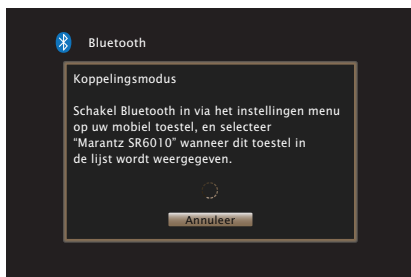 Bluetooth
Koppelingsmodus
Schakel Bluetooth in via het instellingen menu
op uw mobiel toestel, en selecteer
“Marantz SR6010” wanneer dit toestel in
de lijst wordt weergegeven.
Annuleer